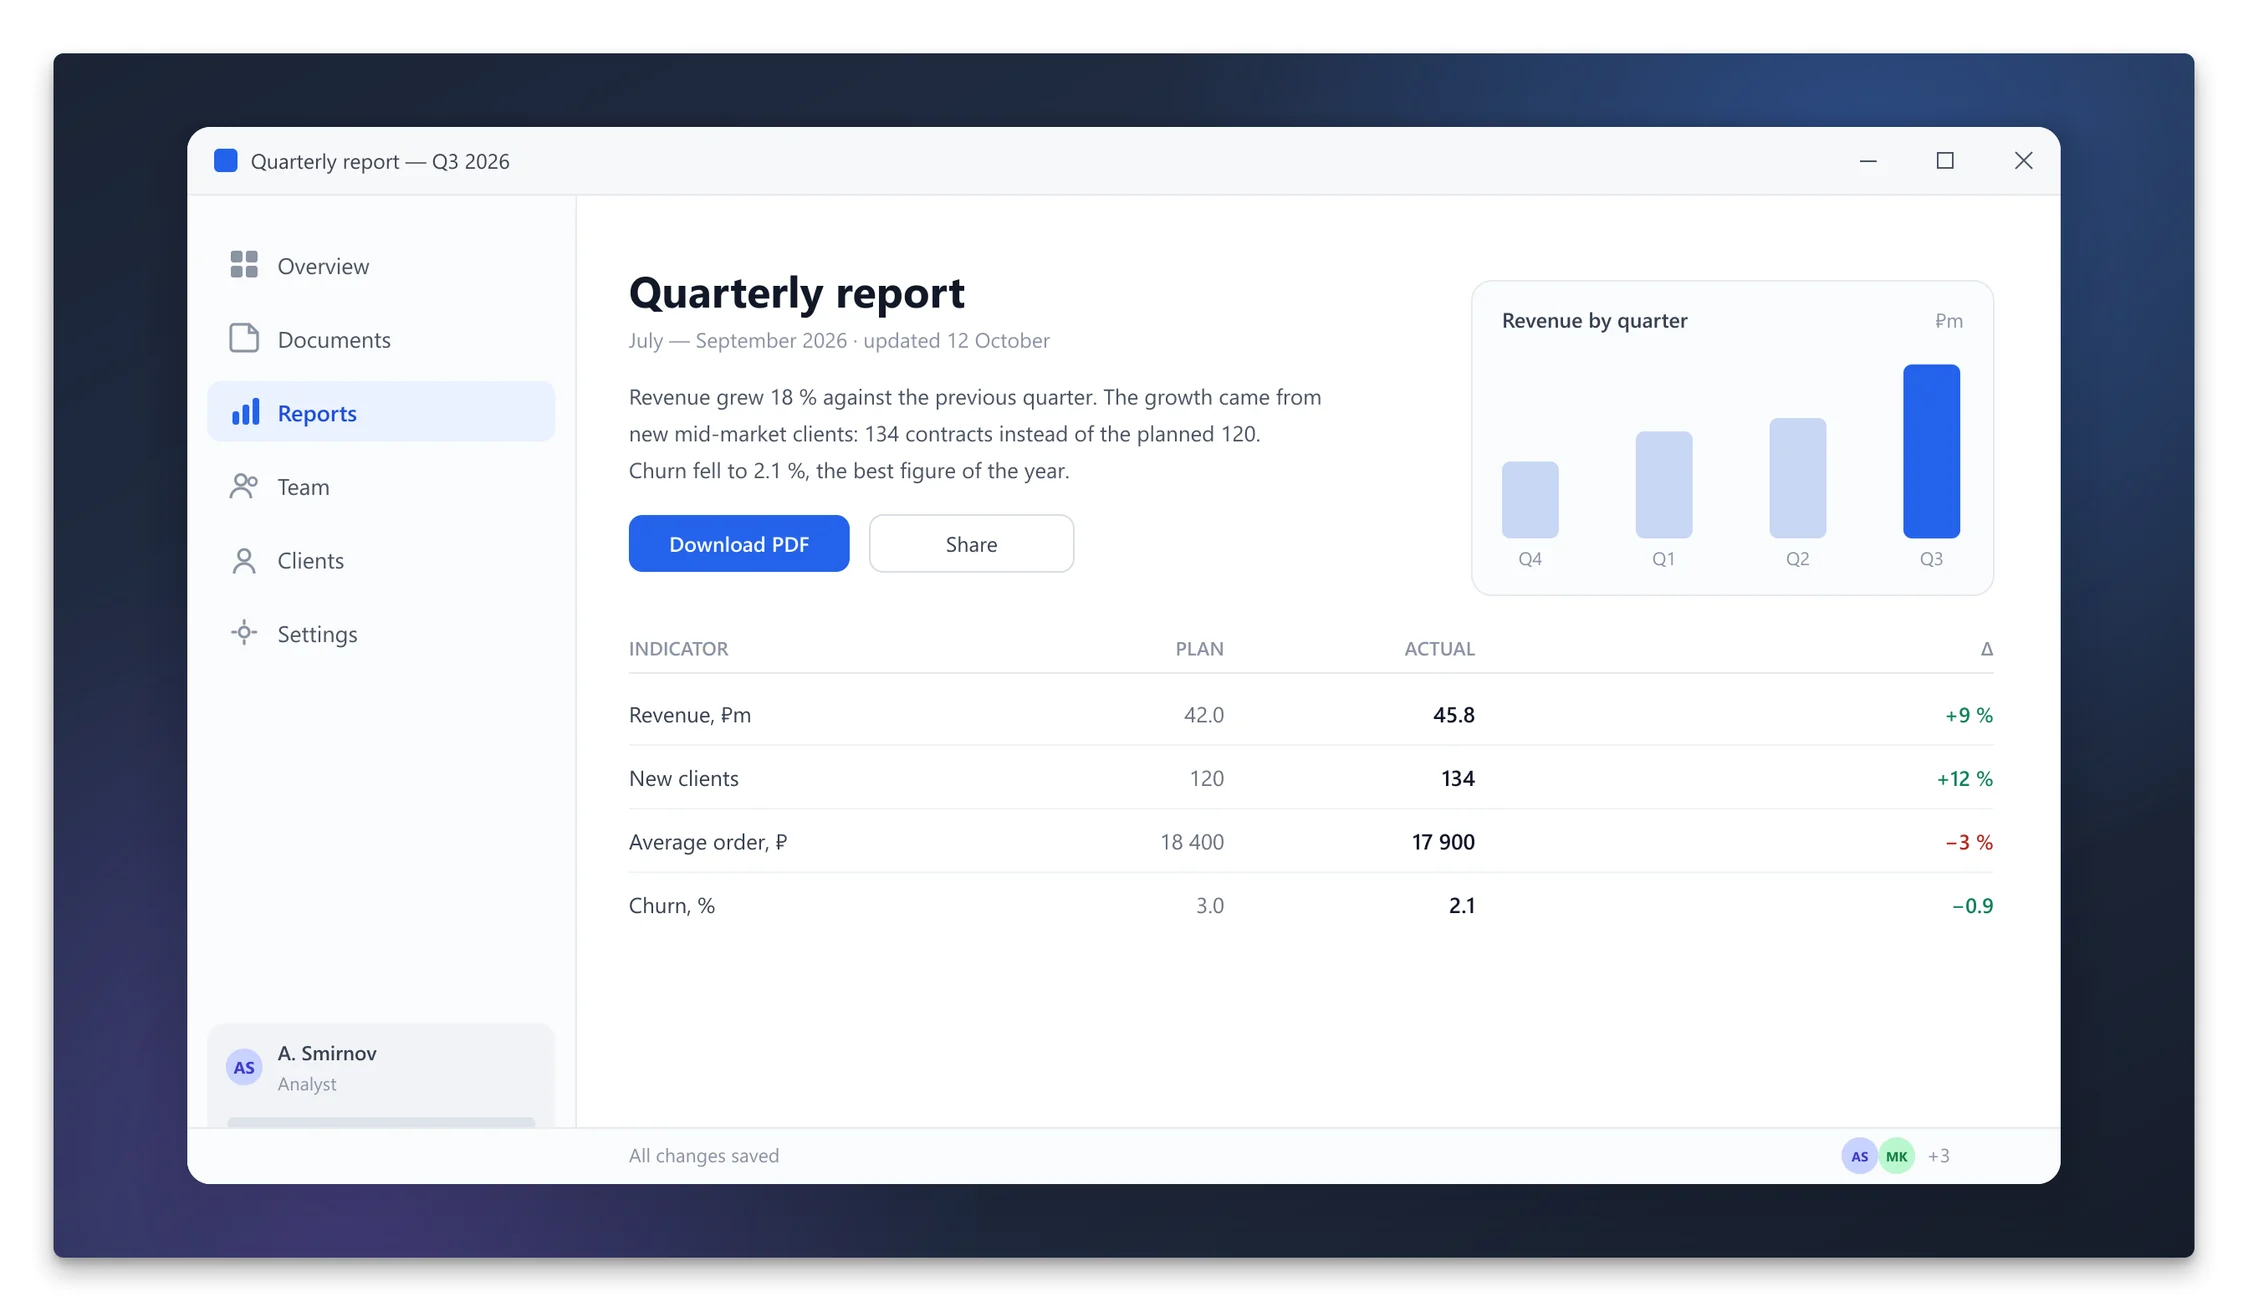 Quarterly report — Q3 2026
Overview
Documents
Reports
Team
Clients
Settings
A. Smirnov
AS
Analyst
Quarterly report
July — September 2026 · updated 12 October
Revenue grew 18 % against the previous quarter. The growth came from
new mid-market clients: 134 contracts instead of the planned 120.
Churn fell to 2.1 %, the best figure of the year.
Download PDF Share
Revenue by quarter ₽m
Q4 Q1 Q2 Q3
INDICATOR PLAN ACTUAL Δ
Revenue, ₽m 42.0 45.8 +9 %
New clients 120 134 +12 %
Average order, ₽ 18 400 17 900 −3 %
Churn, % 3.0 2.1 −0.9
All changes saved AS MK +3